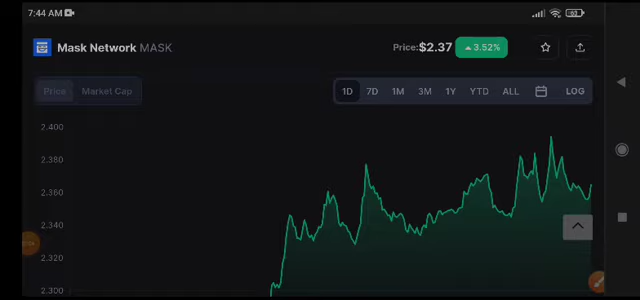 7:44 AM
63
Mask Network MASK
Price:$2.37
3.52%
Price Market Cap
1D 7D 1M 3M 1Y YTD ALL LOG
2.400
2.380
2.360
2.340
2.320
2.300